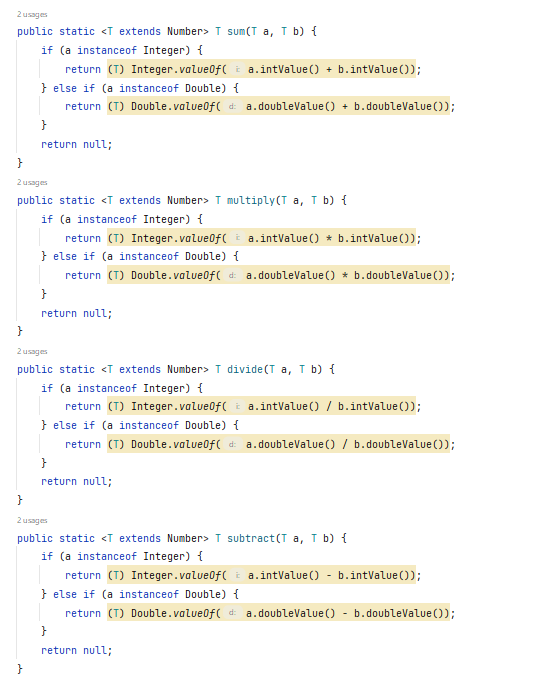 2 usages
public static <T extends Number> T sum(T a, T b) {
    if (a instanceof Integer) {
        return (T) Integer.valueOf( i: a.intValue() + b.intValue());
    } else if (a instanceof Double) {
        return (T) Double.valueOf( d: a.doubleValue() + b.doubleValue());
    }
    return null;
}
2 usages
public static <T extends Number> T multiply(T a, T b) {
    if (a instanceof Integer) {
        return (T) Integer.valueOf( i: a.intValue() * b.intValue());
    } else if (a instanceof Double) {
        return (T) Double.valueOf( d: a.doubleValue() * b.doubleValue());
    }
    return null;
}
2 usages
public static <T extends Number> T divide(T a, T b) {
    if (a instanceof Integer) {
        return (T) Integer.valueOf( i: a.intValue() / b.intValue());
    } else if (a instanceof Double) {
        return (T) Double.valueOf( d: a.doubleValue() / b.doubleValue());
    }
    return null;
}
2 usages
public static <T extends Number> T subtract(T a, T b) {
    if (a instanceof Integer) {
        return (T) Integer.valueOf( i: a.intValue() - b.intValue());
    } else if (a instanceof Double) {
        return (T) Double.valueOf( d: a.doubleValue() - b.doubleValue());
    }
    return null;
}